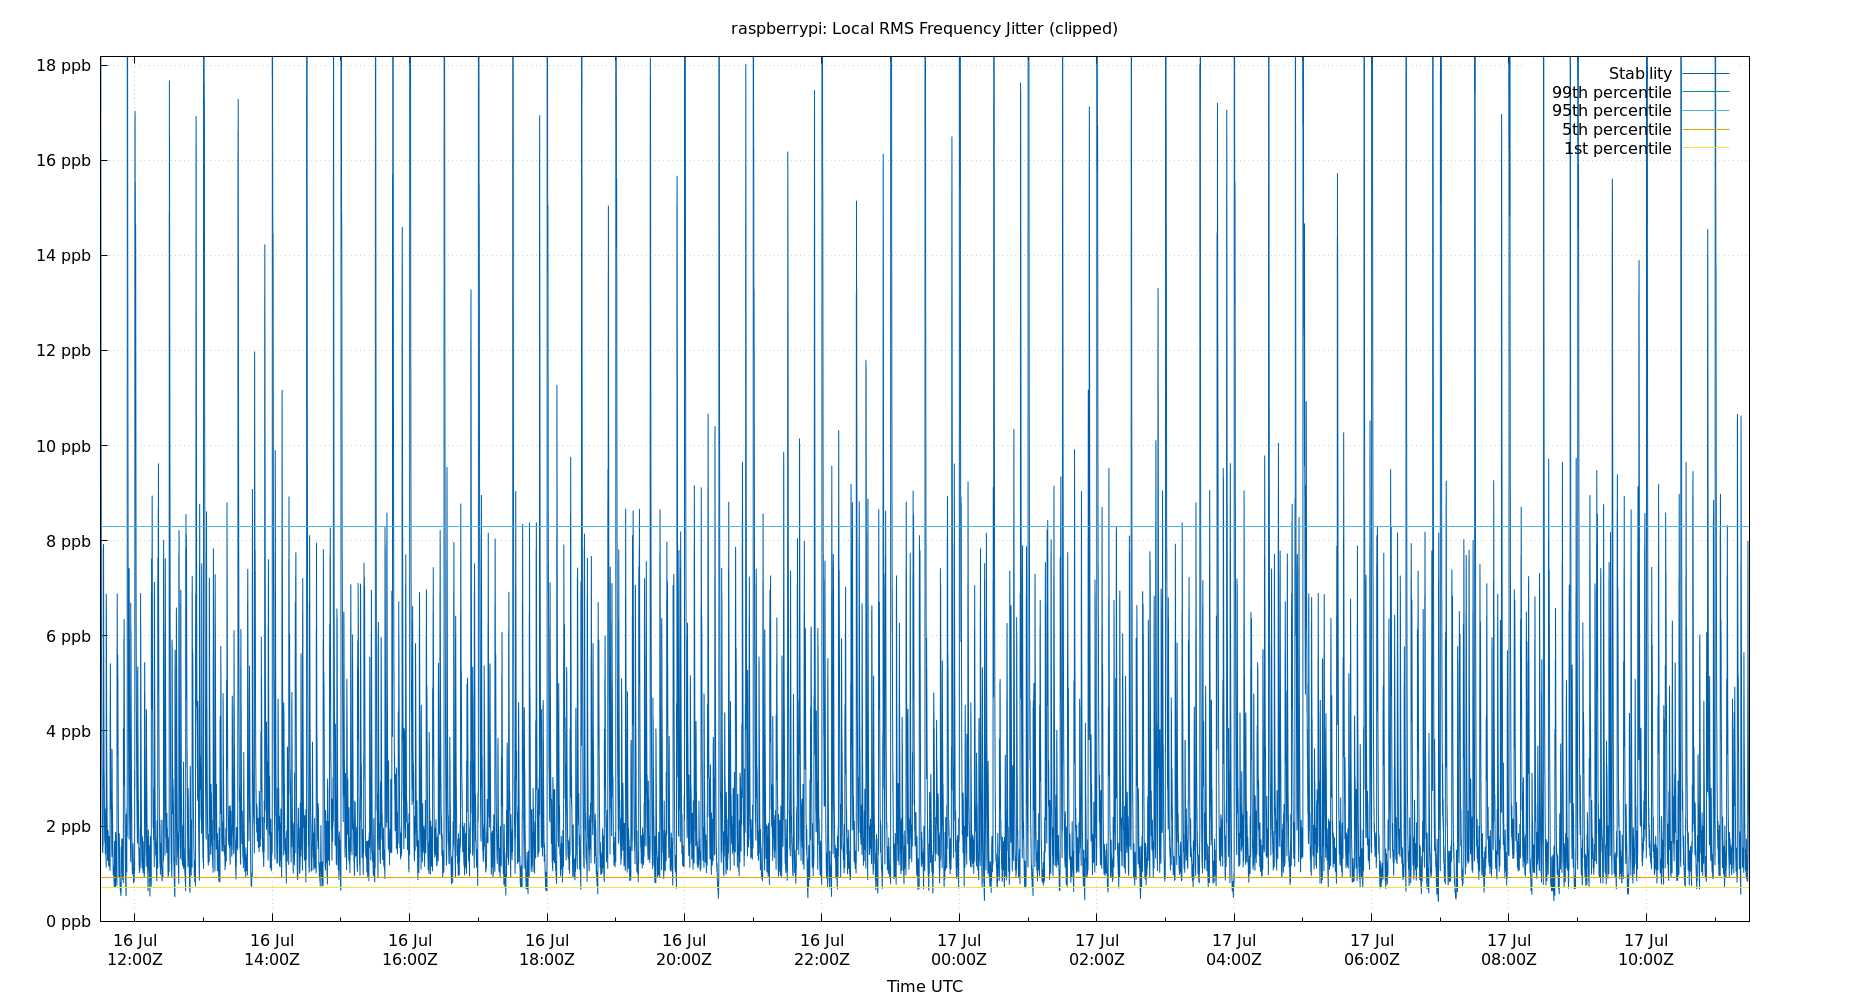 raspberrypi: Local RMS Frequency Jitter (clipped)
18 ppb
16 ppb
14 ppb
12 ppb
10 ppb
8 ppb
6 ppb
4 ppb
2 ppb
0 ppb
Stability
99th percentile
95th percentile
5th percentile
1st percentile
16 Jul 16 Jul 16 Jul 16 Jul 16 Jul 16 Jul 17 Jul 17 Jul 17 Jul 17 Jul 17 Jul 17 Jul
12:00Z 14:00Z 16:00Z 18:00Z 20:00Z 22:00Z 00:00Z 02:00Z 04:00Z 06:00Z 08:00Z 10:00Z
Time UTC